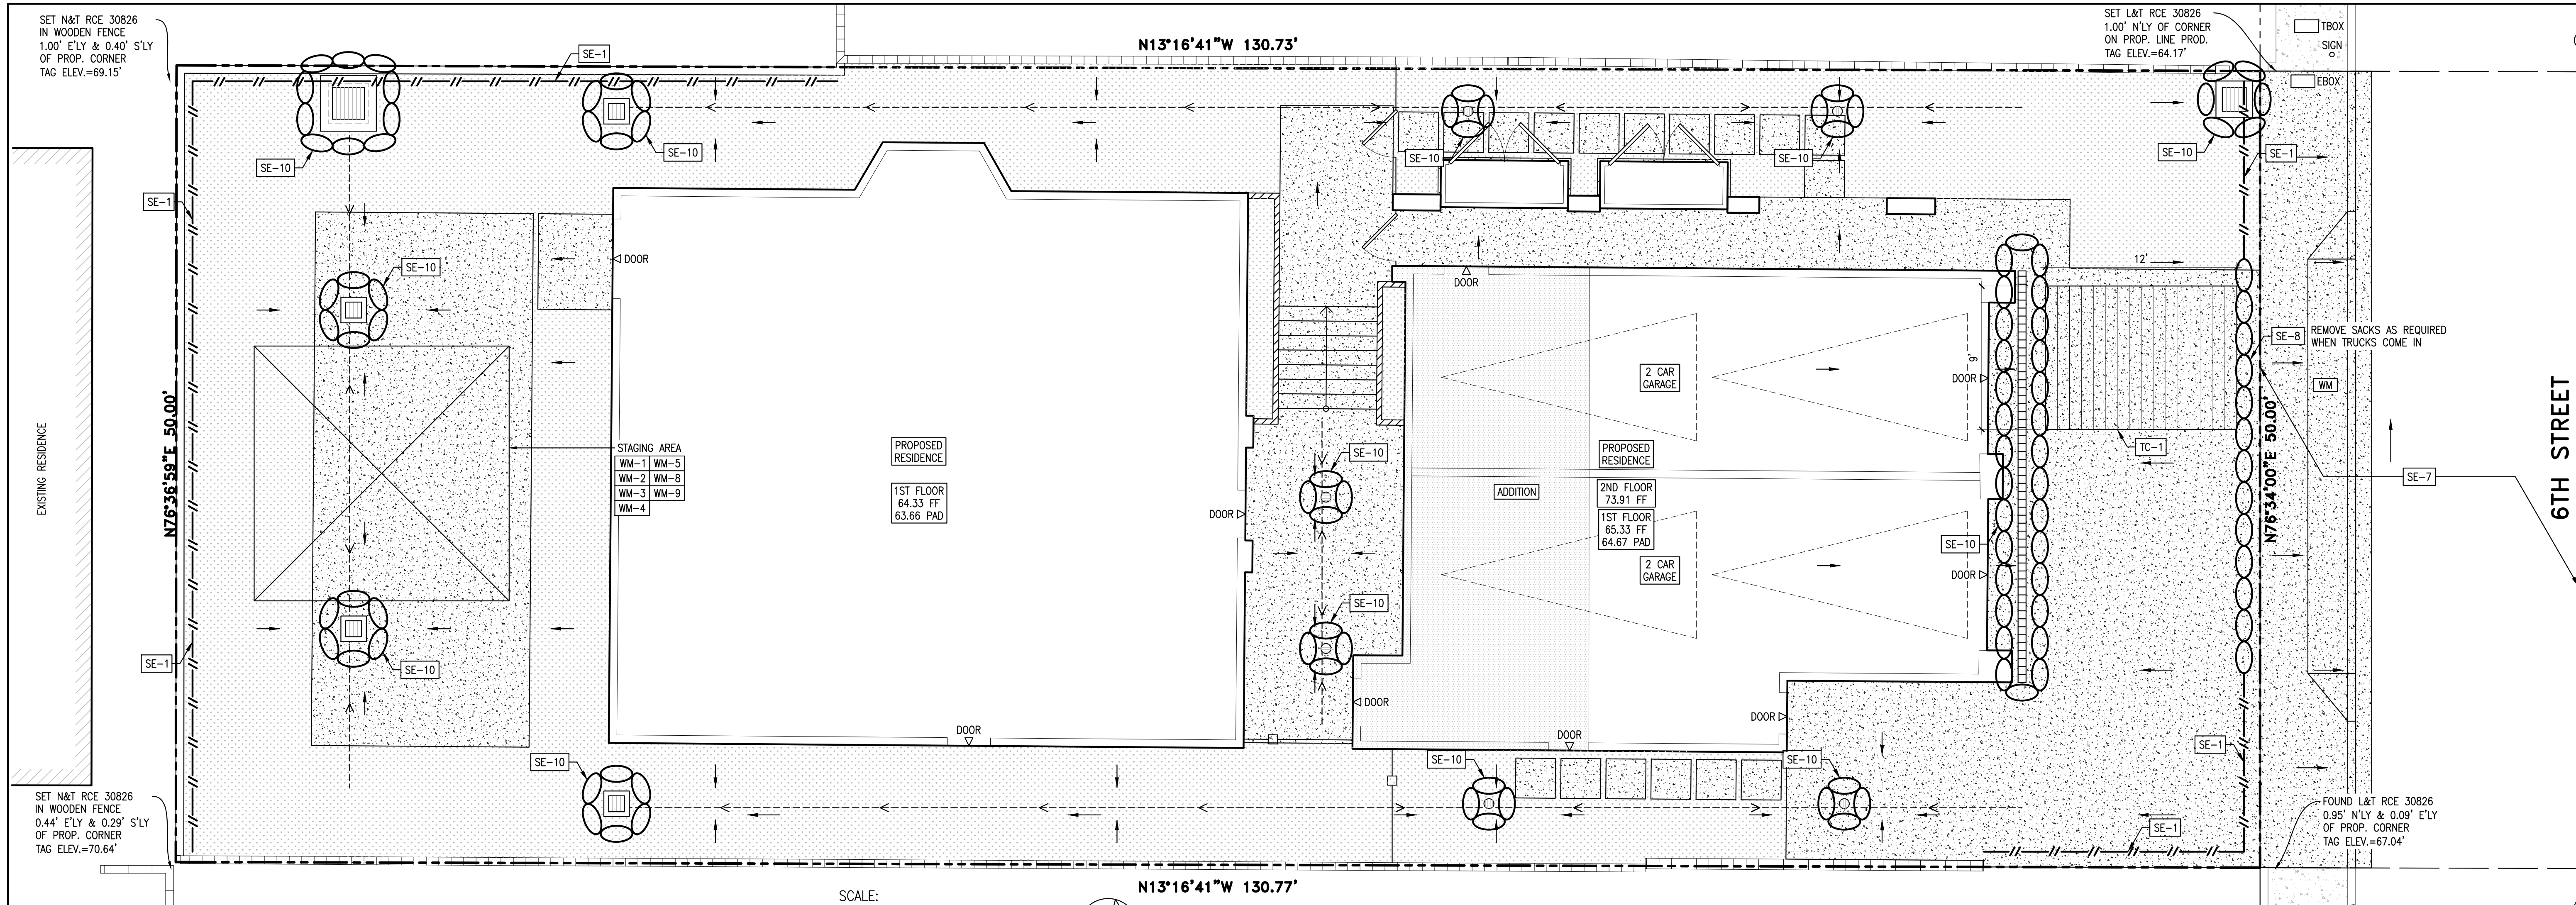 SET N&T RCE 30826
IN WOODEN FENCE
1.00' E'LY & 0.40' S'LY
OF PROP. CORNER
TAG ELEV.=69.15'
SE-1
N13°16'41"W 130.73'
SET L&T RCE 30826
1.00' N'LY OF CORNER
ON PROP. LINE PROD.
TAG ELEV.=64.17'
TBOX
SIGN
EBOX
SE-10
SE-10
SE-10
SE-10
SE-10
SE-1
SE-1
DOOR
SE-10
DOOR
12'
9'
SE-8
REMOVE SACKS AS REQUIRED
WHEN TRUCKS COME IN
2 CAR
GARAGE
DOOR
WM
EXISTING RESIDENCE
N76°36'59"E 50.00'
STAGING AREA
WM-1 WM-5
WM-2 WM-8
WM-3 WM-9
WM-4
PROPOSED
RESIDENCE
1ST FLOOR
64.33 FF
63.66 PAD
DOOR
SE-10
PROPOSED
RESIDENCE
ADDITION
2ND FLOOR
73.91 FF
1ST FLOOR
65.33 FF
64.67 PAD
2 CAR
GARAGE
SE-10
DOOR
TC-1
N76°34'00"E 50.00'
SE-7
6TH STREET
SE-10
SE-1
SE-10
DOOR
DOOR
DOOR
DOOR
SE-1
SE-10
SE-10
SE-10
SET N&T RCE 30826
IN WOODEN FENCE
0.44' E'LY & 0.29' S'LY
OF PROP. CORNER
TAG ELEV.=70.64'
SE-1
FOUND L&T RCE 30826
0.95' N'LY & 0.09' E'LY
OF PROP. CORNER
TAG ELEV.=67.04'
SCALE:
N13°16'41"W 130.77'